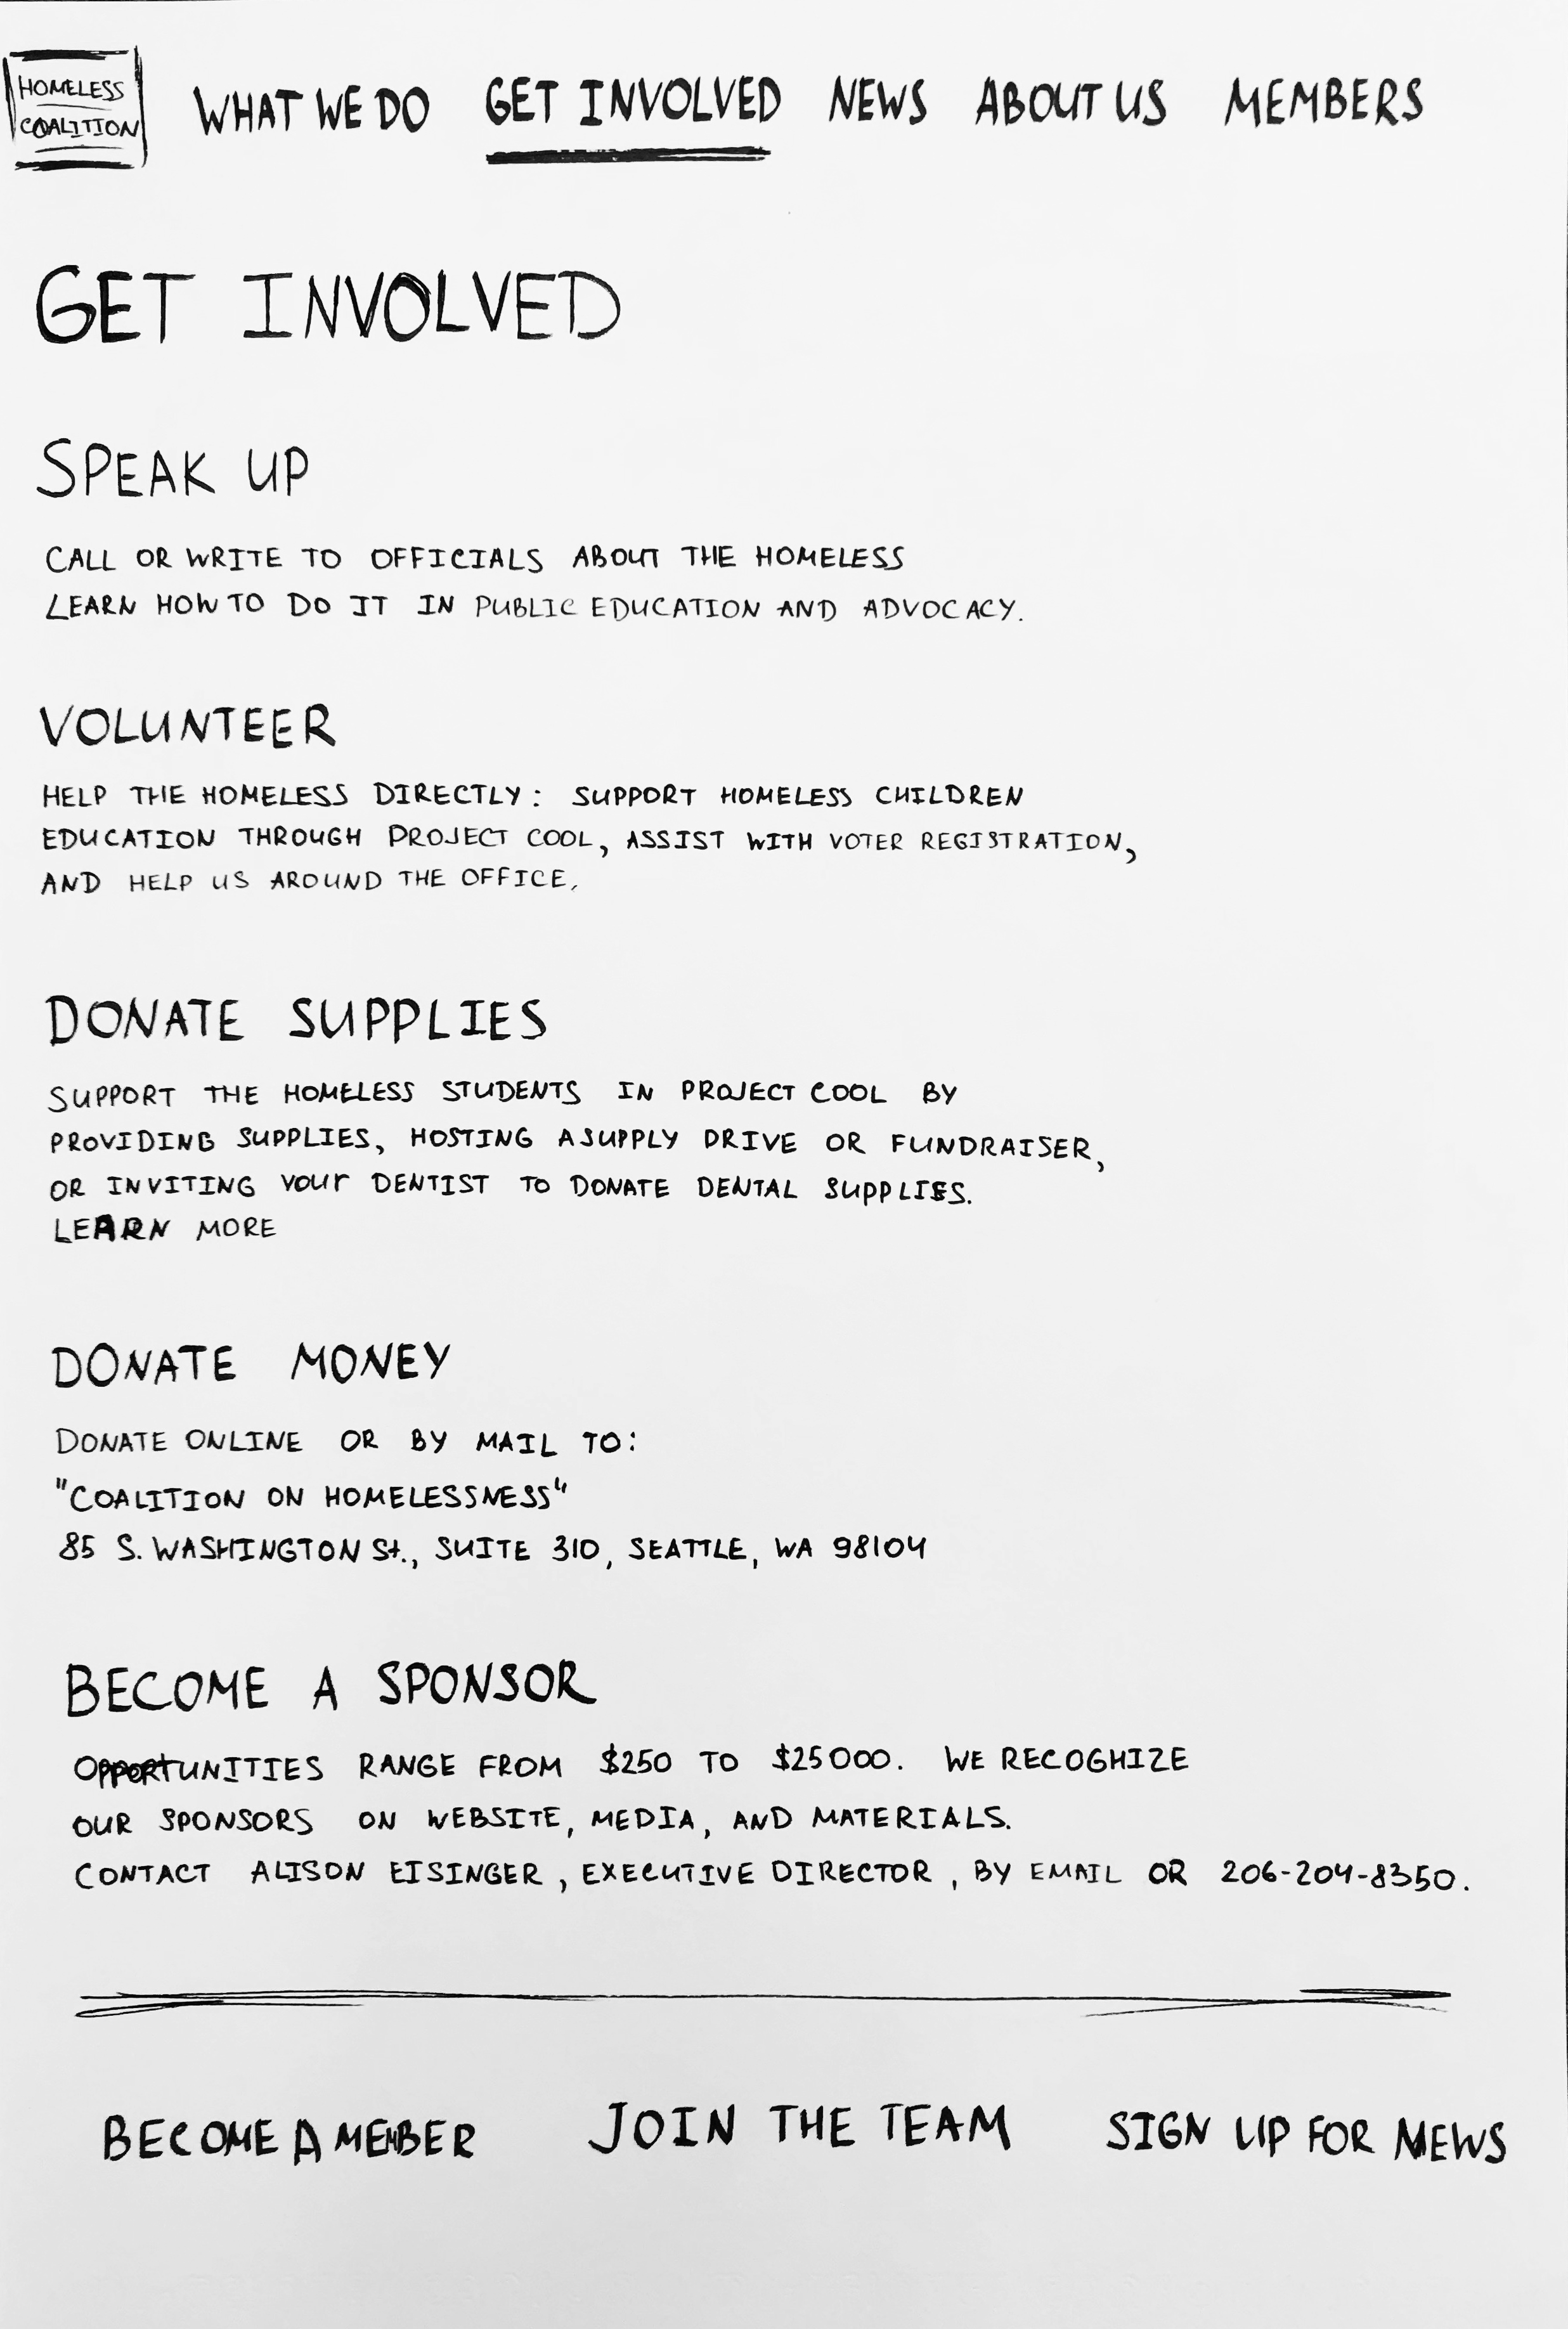 HOMELESS
COALITION
WHAT WE DO GET INVOLVED NEWS ABOUT US MEMBERS
GET INVOLVED
SPEAK UP
CALL OR WRITE TO OFFICIALS ABOUT THE HOMELESS
LEARN HOW TO DO IT IN PUBLIC EDUCATION AND ADVOCACY.
VOLUNTEER
HELP THE HOMELESS DIRECTLY: SUPPORT HOMELESS CHILDREN
EDUCATION THROUGH PROJECT COOL, ASSIST WITH VOTER REGISTRATION,
AND HELP US AROUND THE OFFICE.
DONATE SUPPLIES
SUPPORT THE HOMELESS STUDENTS IN PROJECT COOL BY
PROVIDING SUPPLIES, HOSTING A SUPPLY DRIVE OR FUNDRAISER,
OR INVITING YOUR DENTIST TO DONATE DENTAL SUPPLIES.
LEARN MORE
DONATE MONEY
DONATE ONLINE OR BY MAIL TO:
"COALITION ON HOMELESSNESS"
85 S. WASHINGTON St., SUITE 310, SEATTLE, WA 98104
BECOME A SPONSOR
OPPORTUNITIES RANGE FROM $250 TO $25000. WE RECOGHIZE
OUR SPONSORS ON WEBSITE, MEDIA, AND MATERIALS.
CONTACT ALISON EISINGER, EXECUTIVE DIRECTOR, BY EMAIL OR 206-204-8350.
BECOME A MEMBER JOIN THE TEAM SIGN UP FOR NEWS